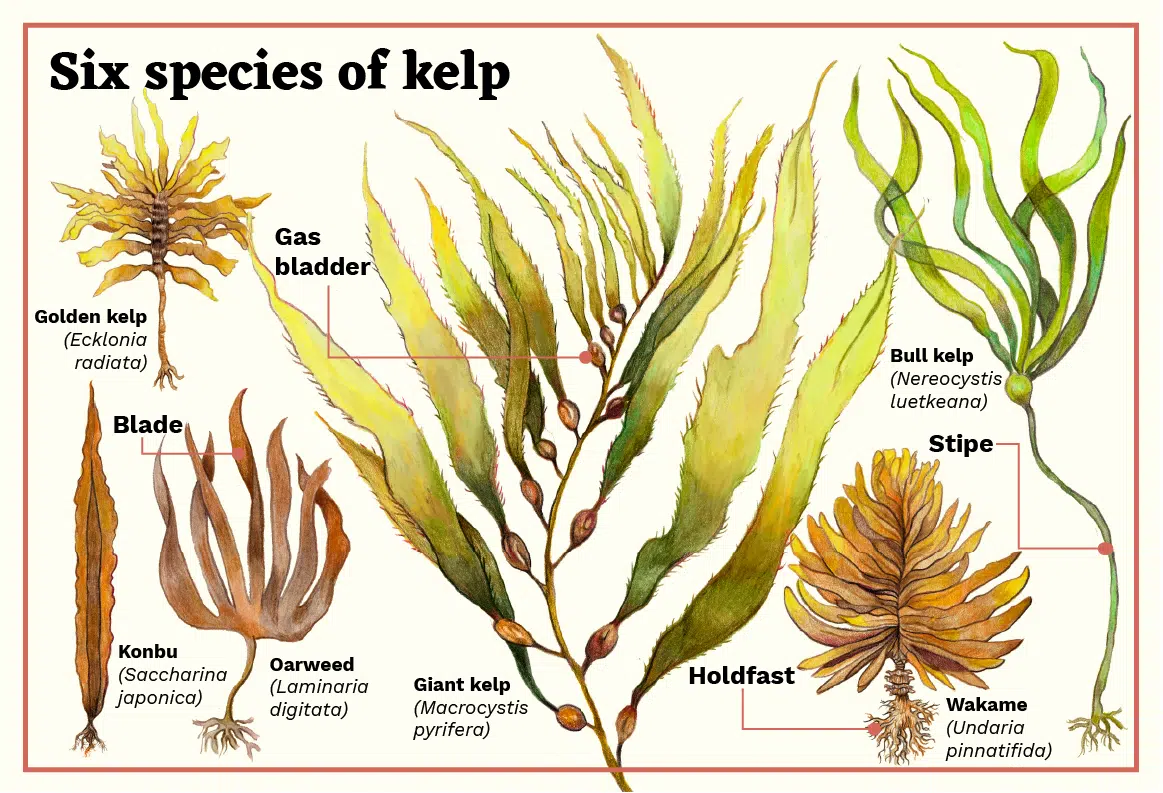 Six species of kelp
Gas
bladder
Golden kelp
(Ecklonia
radiata)
Bull kelp
(Nereocystis
luetkeana)
Blade
Stipe
Konbu
(Saccharina
japonica)
Oarweed
(Laminaria
digitata)
Giant kelp
(Macrocystis
pyrifera)
Holdfast
Wakame
(Undaria
pinnatifida)